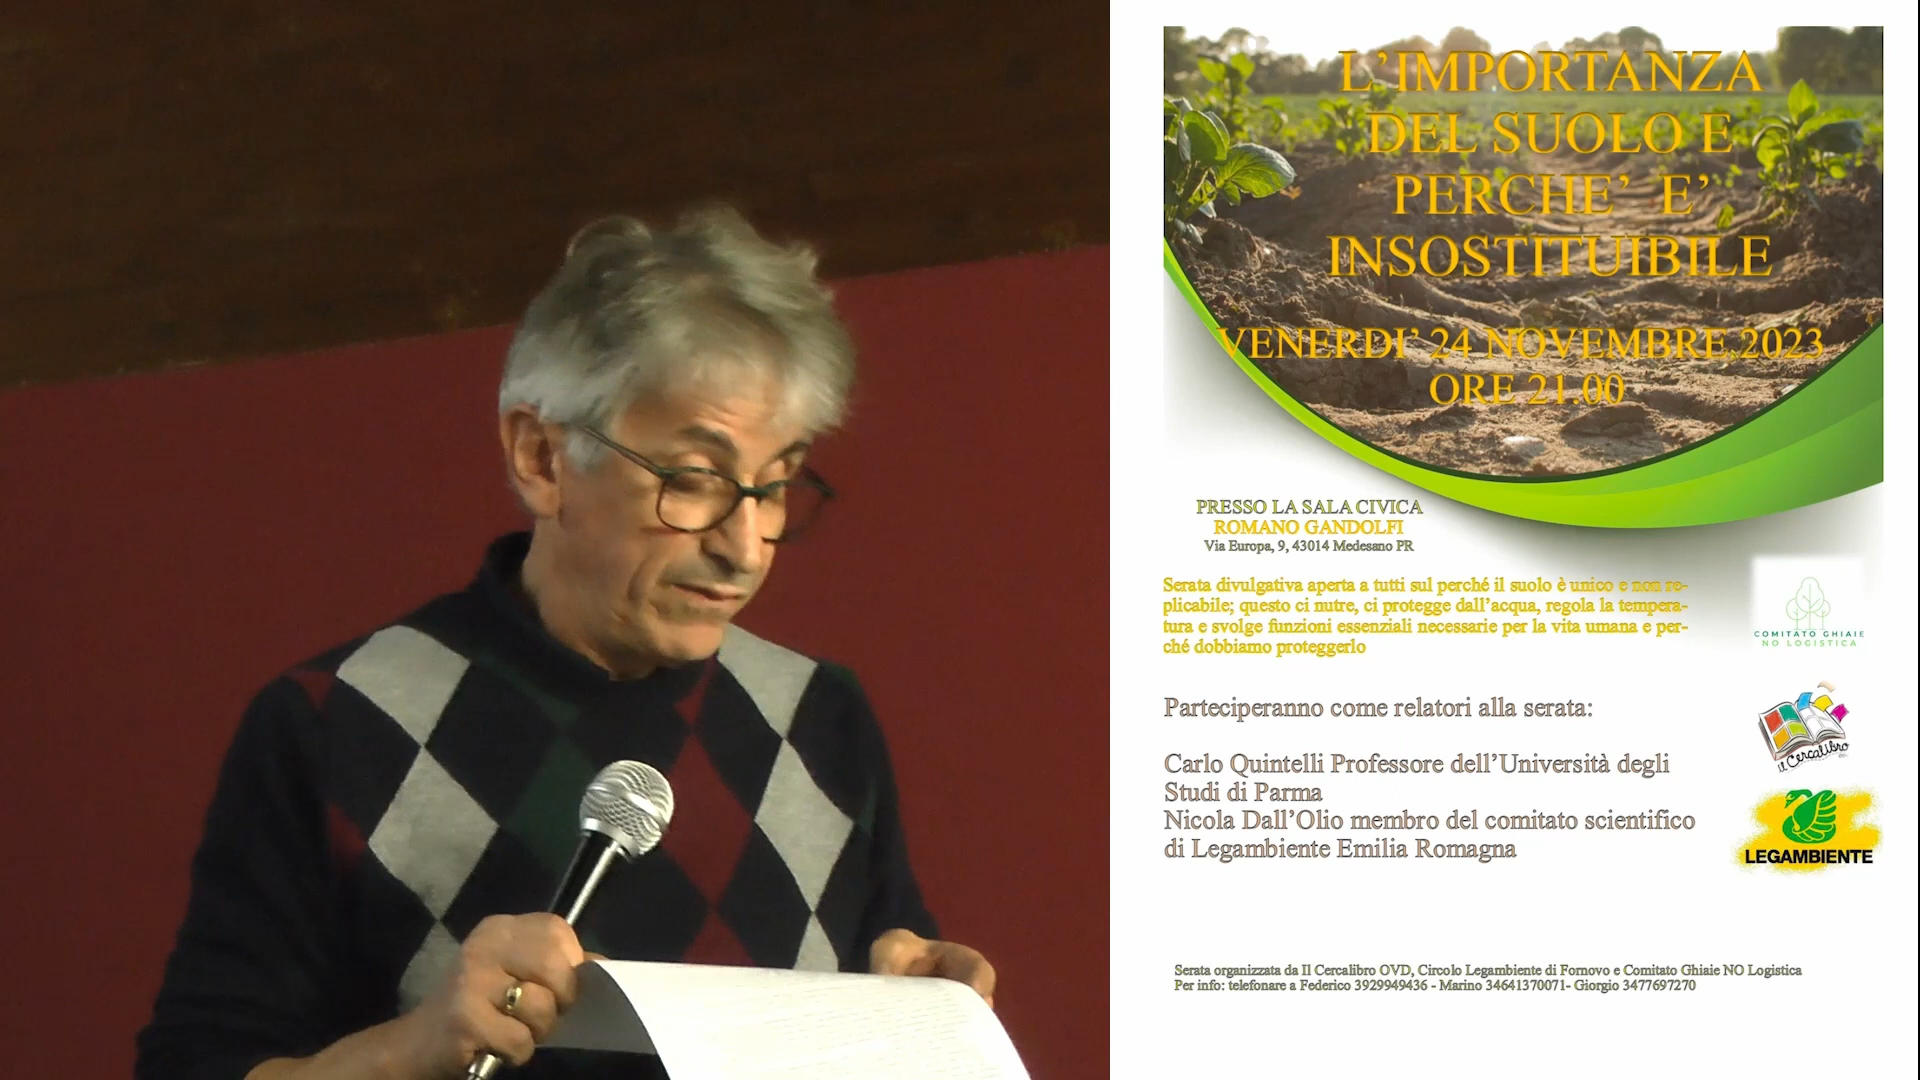 L'IMPORTANZA
DEL SUOLO E
PERCHE' E'
INSOSTITUIBILE
VENERDI' 24 NOVEMBRE 2023
ORE 21.00
PRESSO LA SALA CIVICA
ROMANO GANDOLFI
Via Europa, 9, 43014 Medesano PR
Serata divulgativa aperta a tutti sul perché il suolo è unico e non re-
plicabile; questo ci nutre, ci protegge dall'acqua, regola la tempera-
tura e svolge funzioni essenziali necessarie per la vita umana e per-
ché dobbiamo proteggerlo
COMITATO GHIAIE
NO LOGISTICA
Parteciperanno come relatori alla serata:
il Cercalibro
Carlo Quintelli Professore dell'Università degli
Studi di Parma
Nicola Dall'Olio membro del comitato scientifico
di Legambiente Emilia Romagna
LEGAMBIENTE
Serata organizzata da Il Cercalibro OVD, Circolo Legambiente di Fornovo e Comitato Ghiaie NO Logistica
Per info: telefonare a Federico 3929949436 - Marino 34641370071- Giorgio 3477697270